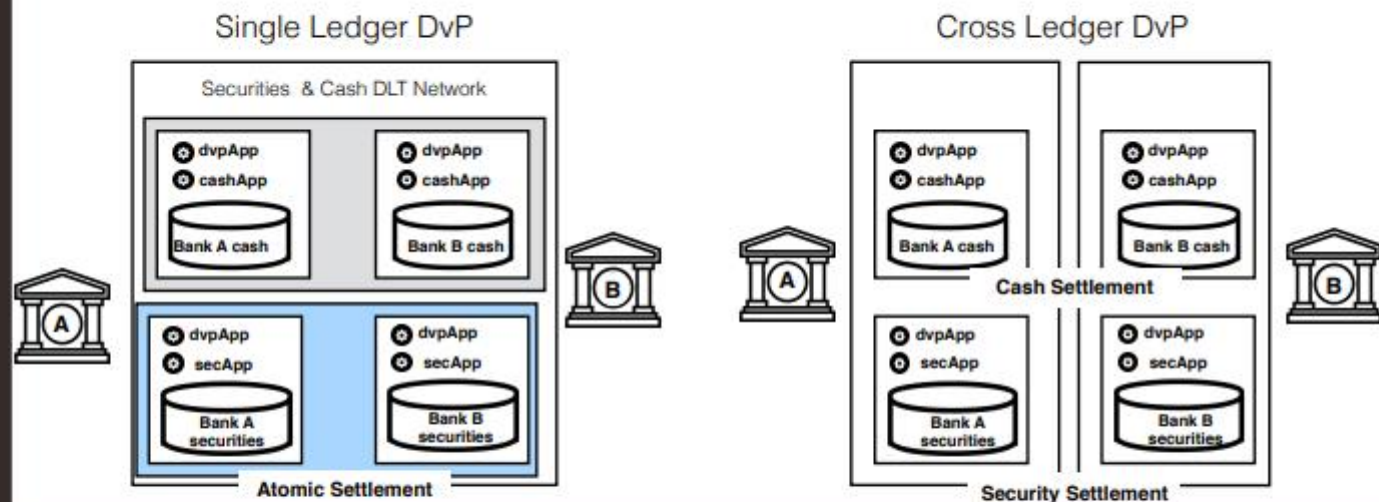 Single Ledger DvP
Securities & Cash DLT Network
dvpApp
cashApp
Bank A cash
dvpApp
cashApp
Bank B cash
A
B
dvpApp
secApp
Bank A
securities
dvpApp
secApp
Bank B
securities
Atomic Settlement
Cross Ledger DvP
dvpApp
cashApp
Bank A cash
dvpApp
cashApp
Bank B cash
A
B
Cash Settlement
dvpApp
secApp
Bank A
securities
dvpApp
secApp
Bank B
securities
Security Settlement